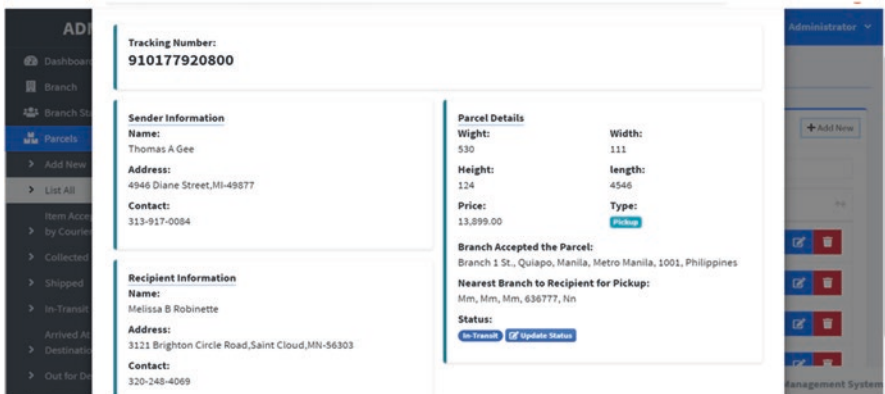 ADM
Administrator
Tracking Number:
910177920800
Dashboard
Branch
Branch Sta
Parcels
+ Add New
> Add New
> List All
Item Accep
> by Courier
> Collected
> Shipped
> In-Transit
Arrived At
> Destinatio
> Out for De
Sender Information
Name:
Thomas A Gee
Address:
4946 Diane Street,MI-49877
Contact:
313-917-0084
Recipient Information
Name:
Melissa B Robinette
Address:
3121 Brighton Circle Road,Saint Cloud,MN-56303
Contact:
320-248-4069
Parcel Details
Wight:
530
Width:
111
Height:
124
length:
4546
Price:
13,899.00
Type:
Pickup
Branch Accepted the Parcel:
Branch 1 St., Quiapo, Manila, Metro Manila, 1001, Philippines
Nearest Branch to Recipient for Pickup:
Mm, Mm, Mm, 636777, Nn
Status:
In-Transit Update Status
Management System